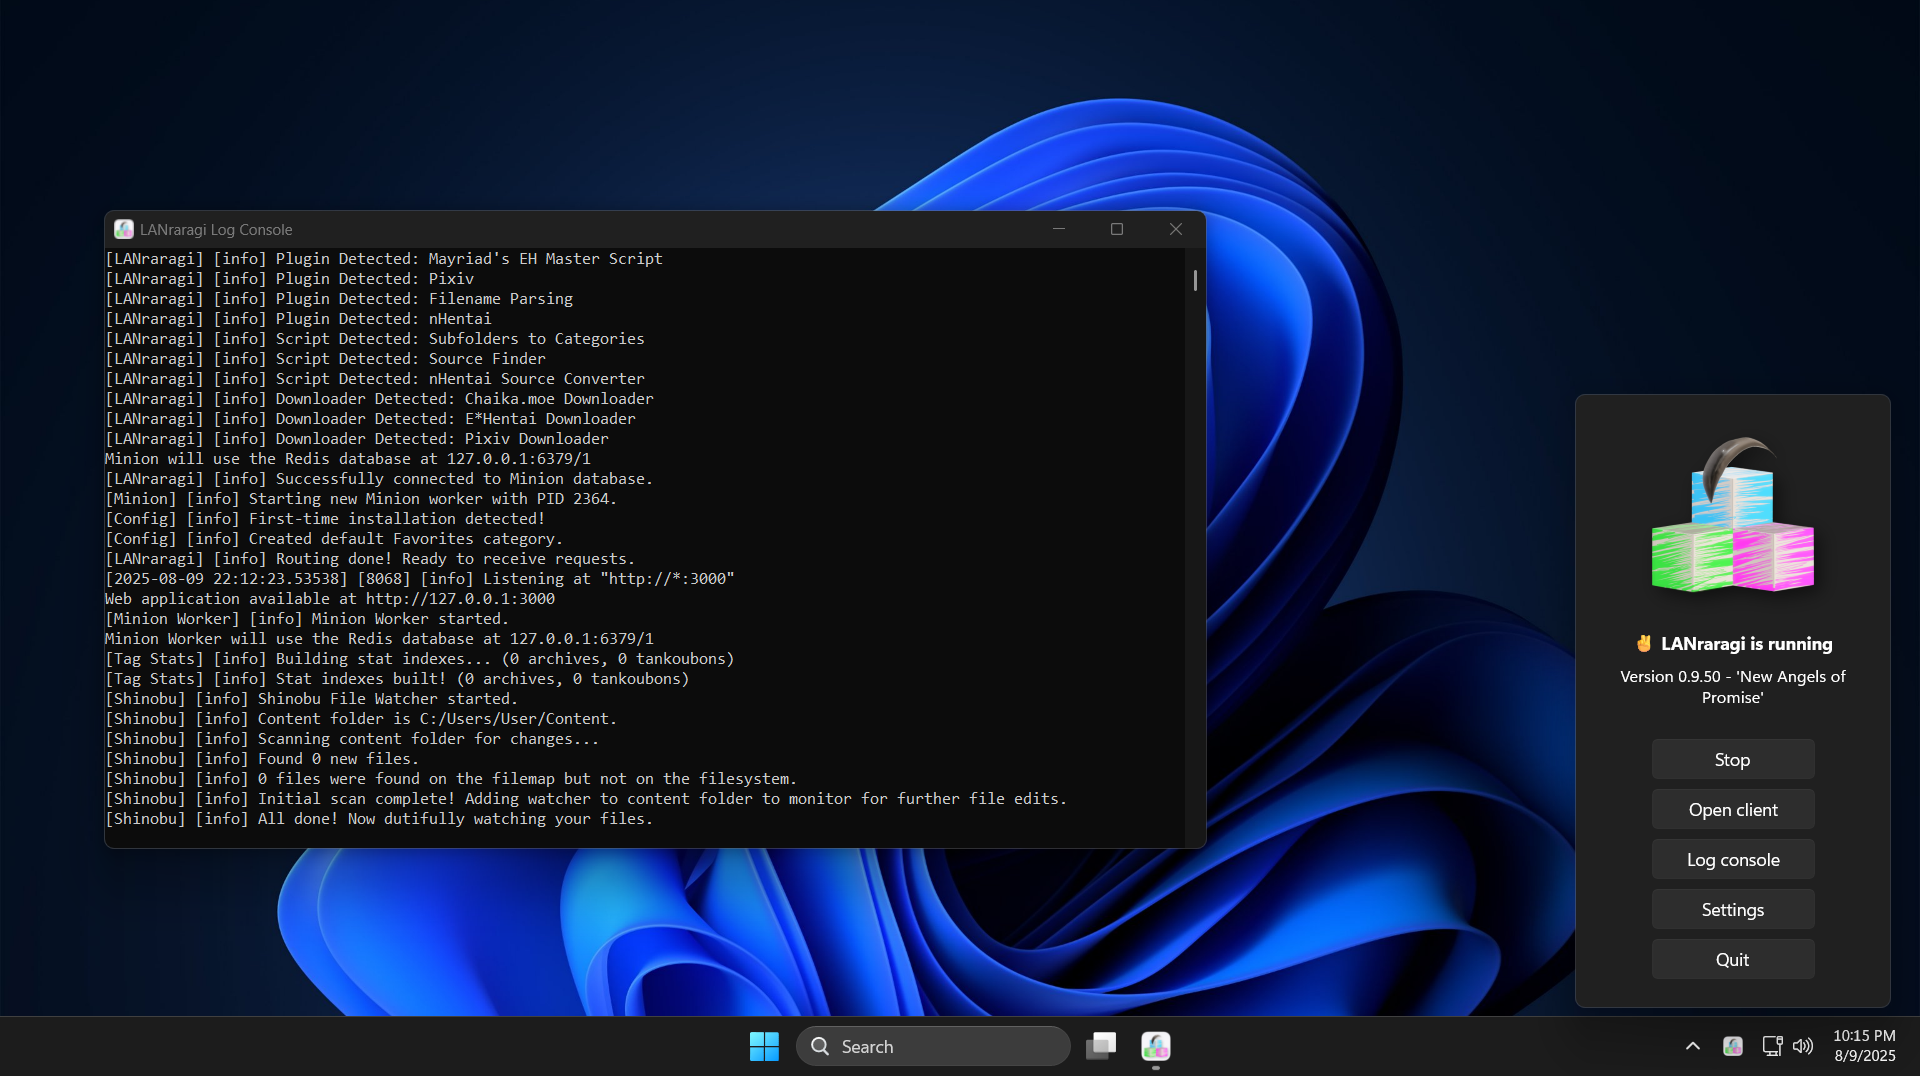 LANraragi Log Console
[LANraragi] [info] Plugin Detected: Mayriad's EH Master Script
[LANraragi] [info] Plugin Detected: Pixiv
[LANraragi] [info] Plugin Detected: Filename Parsing
[LANraragi] [info] Plugin Detected: nHentai
[LANraragi] [info] Script Detected: Subfolders to Categories
[LANraragi] [info] Script Detected: Source Finder
[LANraragi] [info] Script Detected: nHentai Source Converter
[LANraragi] [info] Downloader Detected: Chaika.moe Downloader
[LANraragi] [info] Downloader Detected: E*Hentai Downloader
[LANraragi] [info] Downloader Detected: Pixiv Downloader
Minion will use the Redis database at 127.0.0.1:6379/1
[LANraragi] [info] Successfully connected to Minion database.
[Minion] [info] Starting new Minion worker with PID 2364.
[Config] [info] First-time installation detected!
[Config] [info] Created default Favorites category.
[LANraragi] [info] Routing done! Ready to receive requests.
[2025-08-09 22:12:23.53538] [8068] [info] Listening at "http://*:3000"
Web application available at http://127.0.0.1:3000
[Minion Worker] [info] Minion Worker started.
Minion Worker will use the Redis database at 127.0.0.1:6379/1
[Tag Stats] [info] Building stat indexes... (0 archives, 0 tankoubons)
[Tag Stats] [info] Stat indexes built! (0 archives, 0 tankoubons)
[Shinobu] [info] Shinobu File Watcher started.
[Shinobu] [info] Content folder is C:/Users/User/Content.
[Shinobu] [info] Scanning content folder for changes...
[Shinobu] [info] Found 0 new files.
[Shinobu] [info] 0 files were found on the filemap but not on the filesystem.
[Shinobu] [info] Initial scan complete! Adding watcher to content folder to monitor for further file edits.
[Shinobu] [info] All done! Now dutifully watching your files.
✌ LANraragi is running
Version 0.9.50 - 'New Angels of
Promise'
Stop
Open client
Log console
Settings
Quit
Search
10:15 PM
8/9/2025